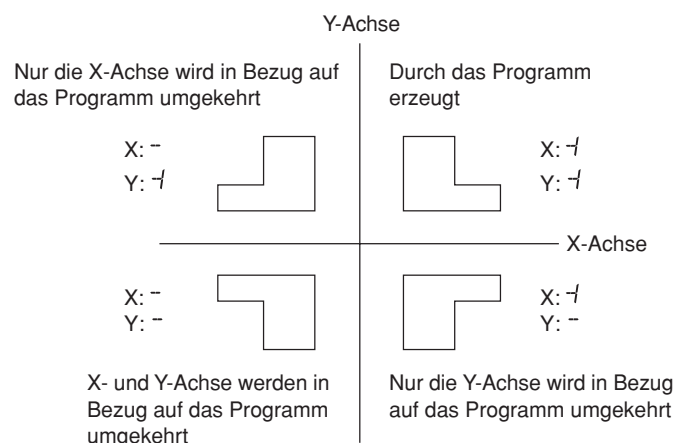 Y-Achse
Nur die X-Achse wird in Bezug auf
das Programm umgekehrt
Durch das Programm
erzeugt
X:
Y:
X:
Y:
X-Achse
X:
Y:
X:
Y:
X- und Y-Achse werden in
Bezug auf das Programm
umgekehrt
Nur die Y-Achse wird in Bezug
auf das Programm umgekehrt